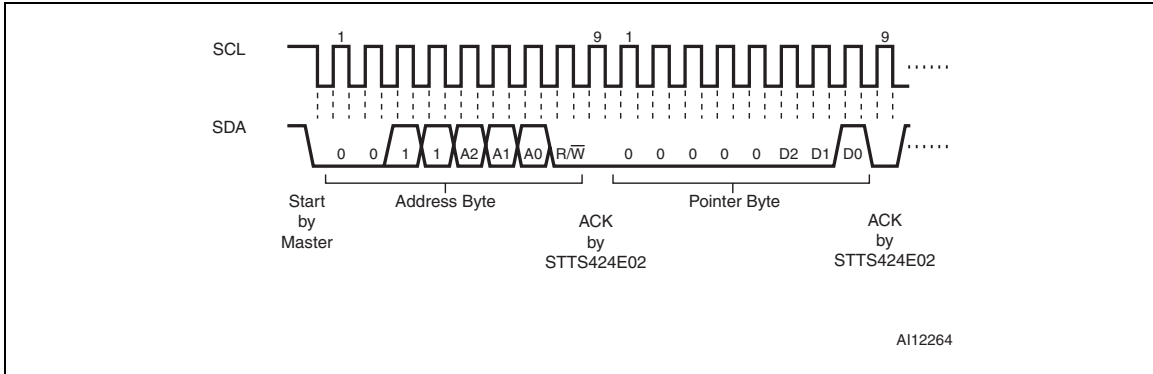 SCL 1 9 1 9
SDA 0 0 1 1 A2 A1 A0 R/W̅ 0 0 0 0 0 D2 D1 D0
Start
by
Master
Address Byte
ACK
by
STTS424E02
Pointer Byte
ACK
by
STTS424E02
AI12264